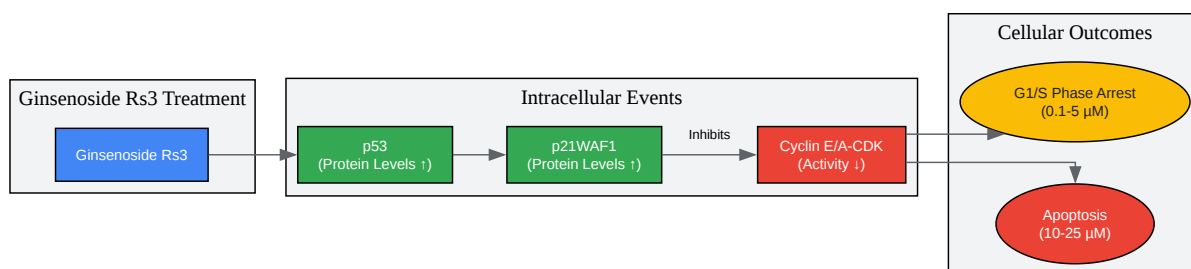 Ginsenoside Rs3 Treatment
Ginsenoside Rs3
Intracellular Events
p53
(Protein Levels ↑)
p21WAF1
(Protein Levels ↑)
Inhibits
Cyclin E/A-CDK
(Activity ↓)
Cellular Outcomes
G1/S Phase Arrest
(0.1-5 µM)
Apoptosis
(10-25 µM)